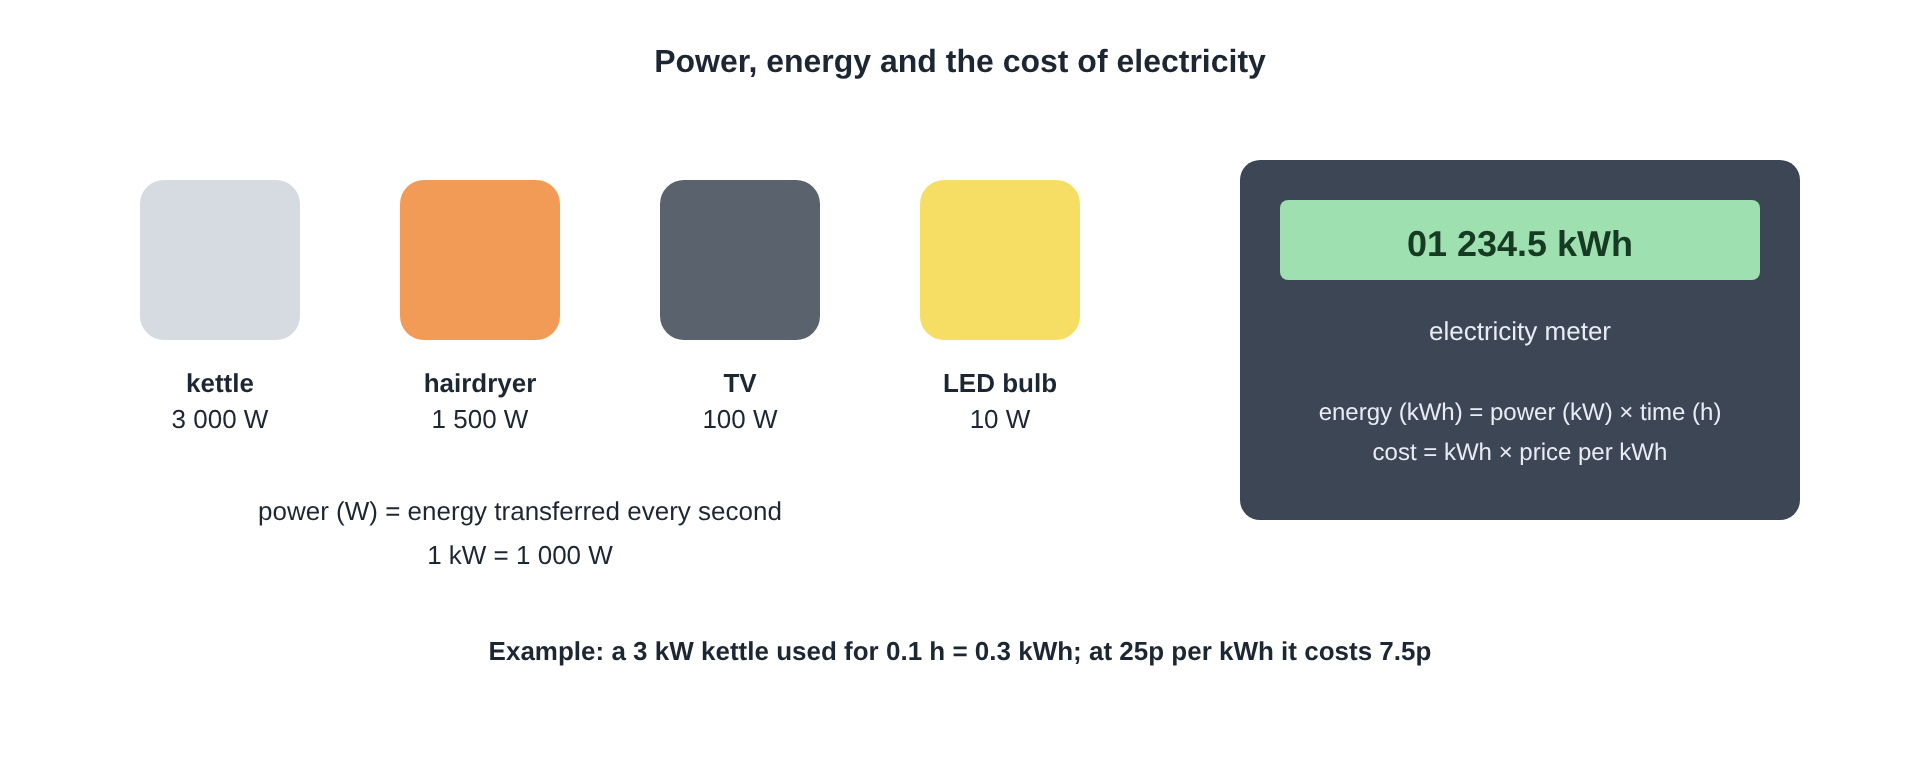 Power, energy and the cost of electricity
kettle
3 000 W
hairdryer
1 500 W
TV
100 W
LED bulb
10 W
power (W) = energy transferred every second
1 kW = 1 000 W
01 234.5 kWh
electricity meter
energy (kWh) = power (kW) × time (h)
cost = kWh × price per kWh
Example: a 3 kW kettle used for 0.1 h = 0.3 kWh; at 25p per kWh it costs 7.5p